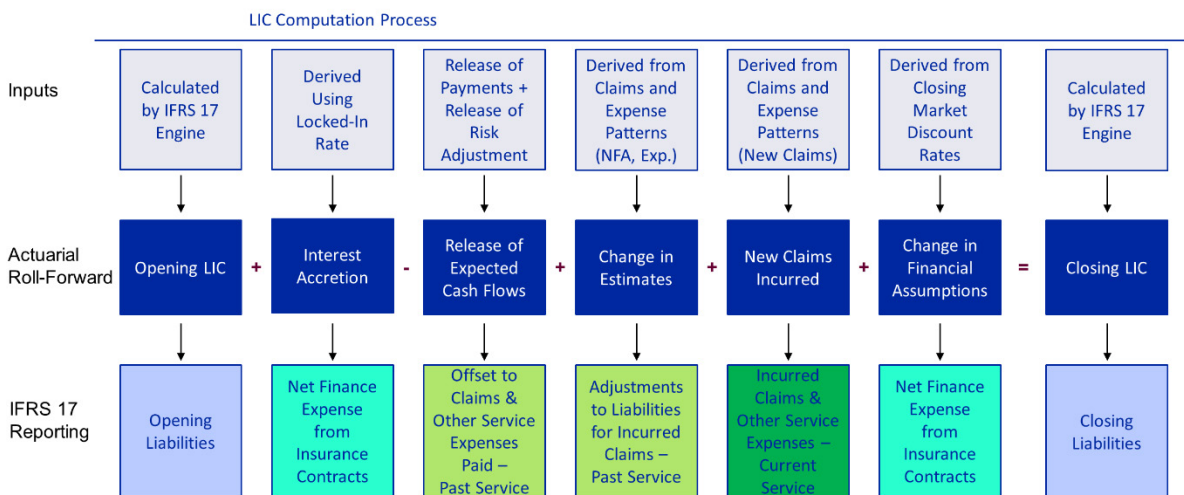 LIC Computation Process
Inputs
Calculated
by IFRS 17
Engine
Derived
Using
Locked-In
Rate
Release of
Payments +
Release of
Risk
Adjustment
Derived from
Claims and
Expense
Patterns
(NFA, Exp.)
Derived from
Claims and
Expense
Patterns
(New Claims)
Derived from
Closing
Market
Discount
Rates
Calculated
by IFRS 17
Engine
Actuarial
Roll-Forward
Opening LIC
+
Interest
Accretion
-
Release of
Expected
Cash Flows
+
Change in
Estimates
+
New Claims
Incurred
+
Change in
Financial
Assumptions
=
Closing LIC
IFRS 17
Reporting
Opening
Liabilities
Net Finance
Expense
from
Insurance
Contracts
Offset to
Claims &
Other Service
Expenses
Paid –
Past Service
Adjustments
to Liabilities
for Incurred
Claims –
Past Service
Incurred
Claims &
Other Service
Expenses –
Current
Service
Net Finance
Expense
from
Insurance
Contracts
Closing
Liabilities